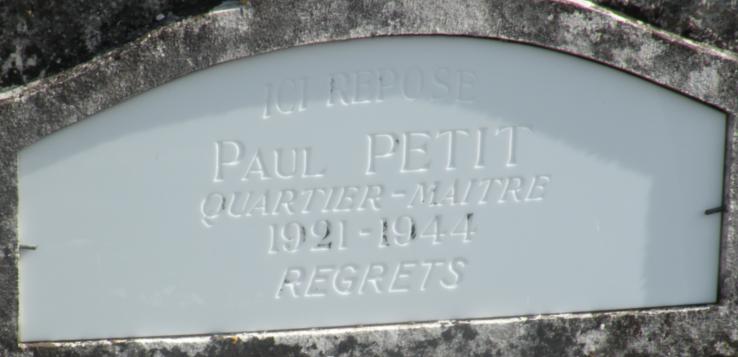 ICI REPOSE
PAUL PETIT
QUARTIER-MAITRE
1921-1944
REGRETS